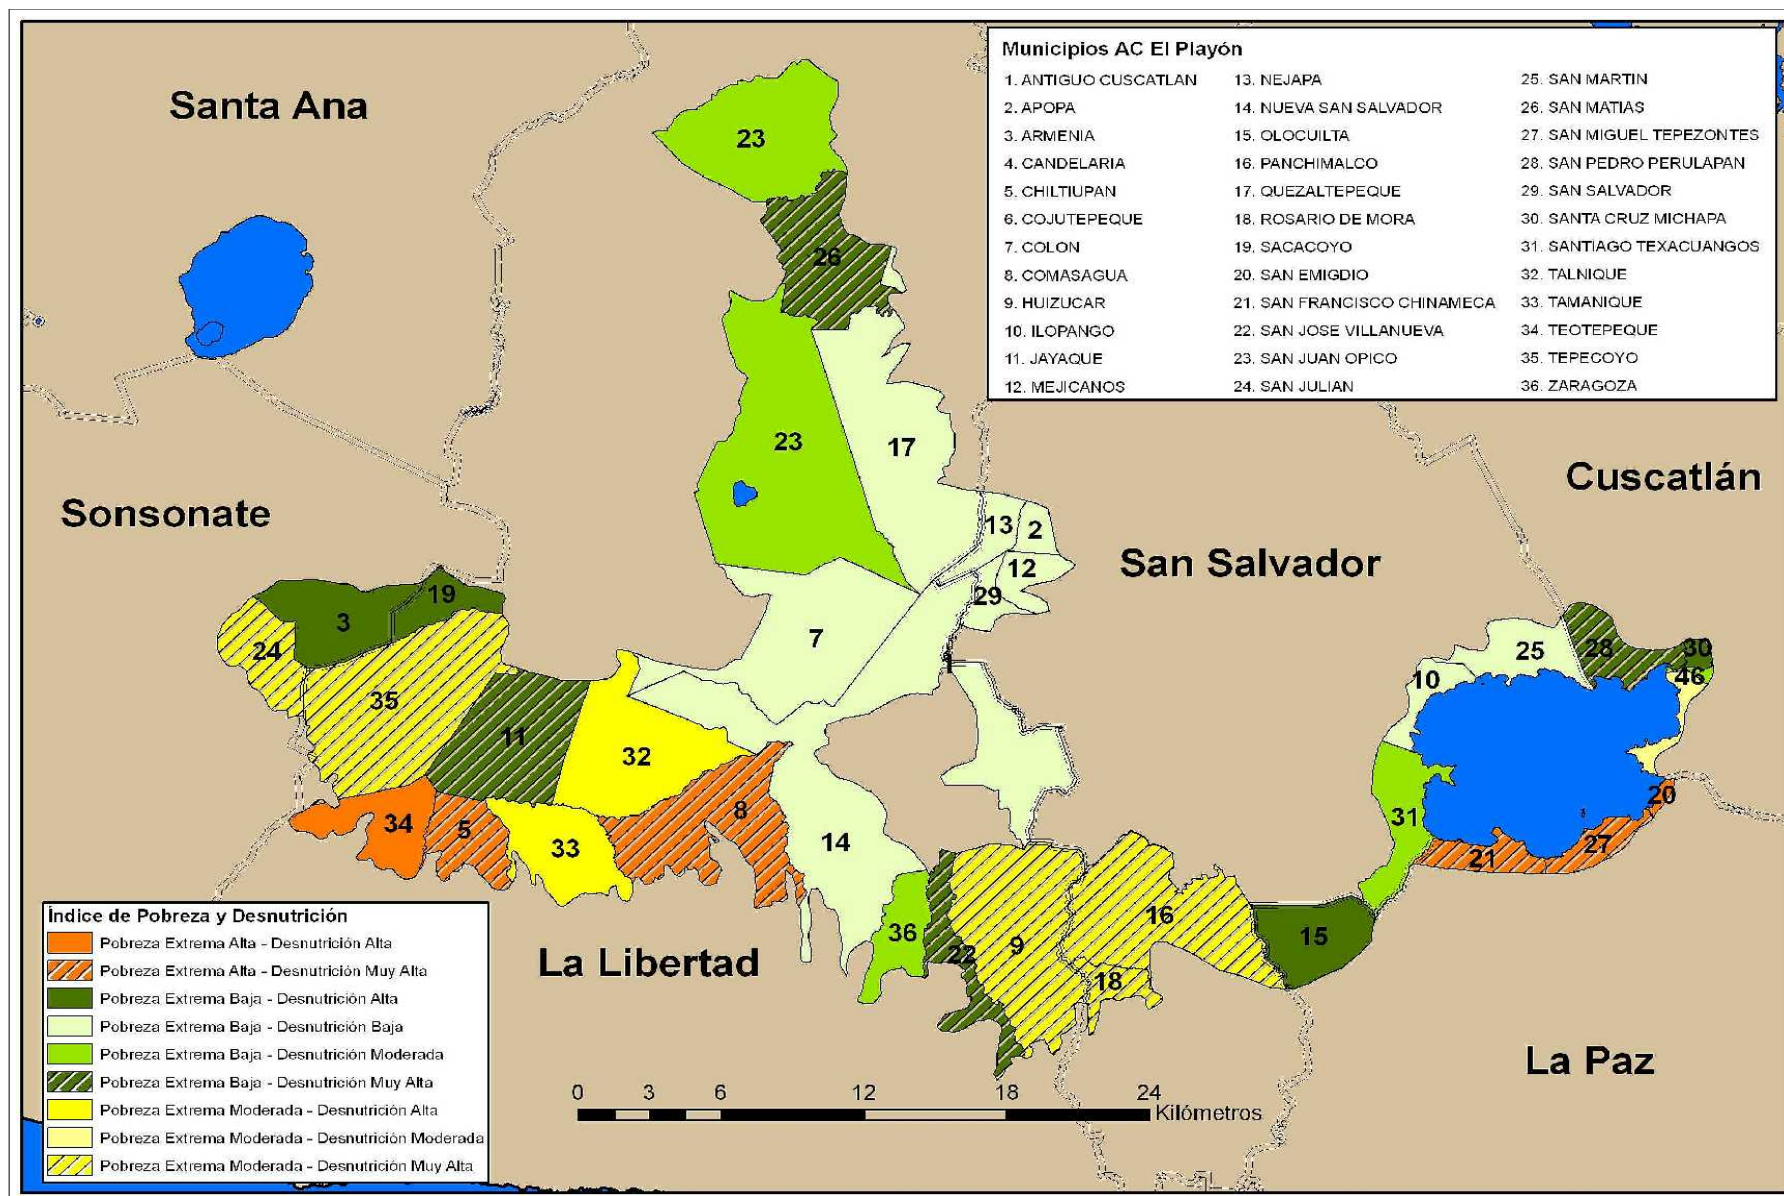 Santa Ana
Sonsonate
Cuscatlán
San Salvador
La Libertad
La Paz
Municipios AC El Playón
1. ANTIGUO CUSCATLAN
2. APOPA
3. ARMENIA
4. CANDELARIA
5. CHILTIUPAN
6. COJUTEPEQUE
7. COLON
8. COMASAGUA
9. HUIZUCAR
10. ILOPANGO
11. JAYAQUE
12. MEJICANOS
13. NEJAPA
14. NUEVA SAN SALVADOR
15. OLOCUILTA
16. PANCHIMALCO
17. QUEZALTEPEQUE
18. ROSARIO DE MORA
19. SACACOYO
20. SAN EMIGDIO
21. SAN FRANCISCO CHINAMECA
22. SAN JOSE VILLANUEVA
23. SAN JUAN OPICO
24. SAN JULIAN
25. SAN MARTIN
26. SAN MATIAS
27. SAN MIGUEL TEPEZONTES
28. SAN PEDRO PERULAPAN
29. SAN SALVADOR
30. SANTA CRUZ MICHAPA
31. SANTIAGO TEXACUANGOS
32. TALNIQUE
33. TAMANIQUE
34. TEOTEPEQUE
35. TEPECOYO
36. ZARAGOZA
23
26
23
17
13
2
12
29
7
1
3
19
24
35
11
32
34
5
33
8
14
36
22
9
16
18
15
25
10
28
30
46
31
20
27
21
Índice de Pobreza y Desnutrición
Pobreza Extrema Alta - Desnutrición Alta
Pobreza Extrema Alta - Desnutrición Muy Alta
Pobreza Extrema Baja - Desnutrición Alta
Pobreza Extrema Baja - Desnutrición Baja
Pobreza Extrema Baja - Desnutrición Moderada
Pobreza Extrema Baja - Desnutrición Muy Alta
Pobreza Extrema Moderada - Desnutrición Alta
Pobreza Extrema Moderada - Desnutrición Moderada
Pobreza Extrema Moderada - Desnutrición Muy Alta
0 3 6 12 18 24
Kilómetros